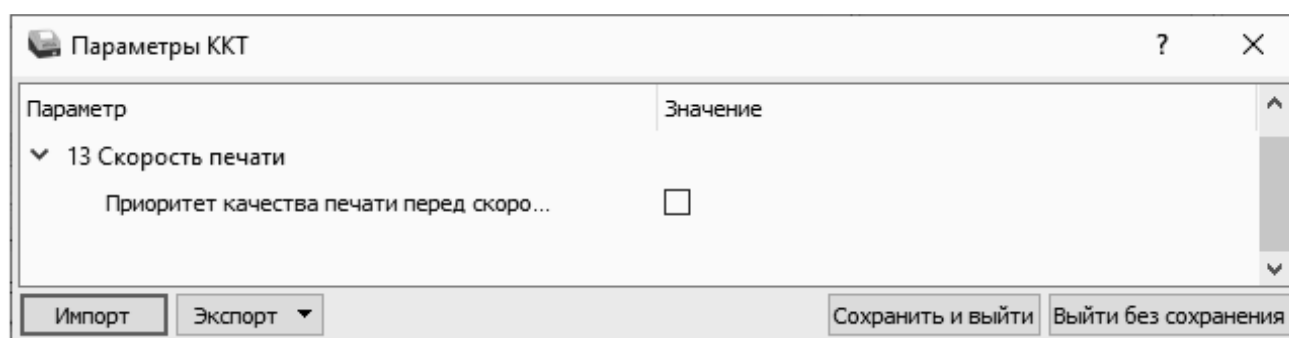 Параметры ККТ ?
Параметр Значение
13 Скорость печати
Приоритет качества печати перед скоро...
Импорт Экспорт Сохранить и выйти Выйти без сохранения